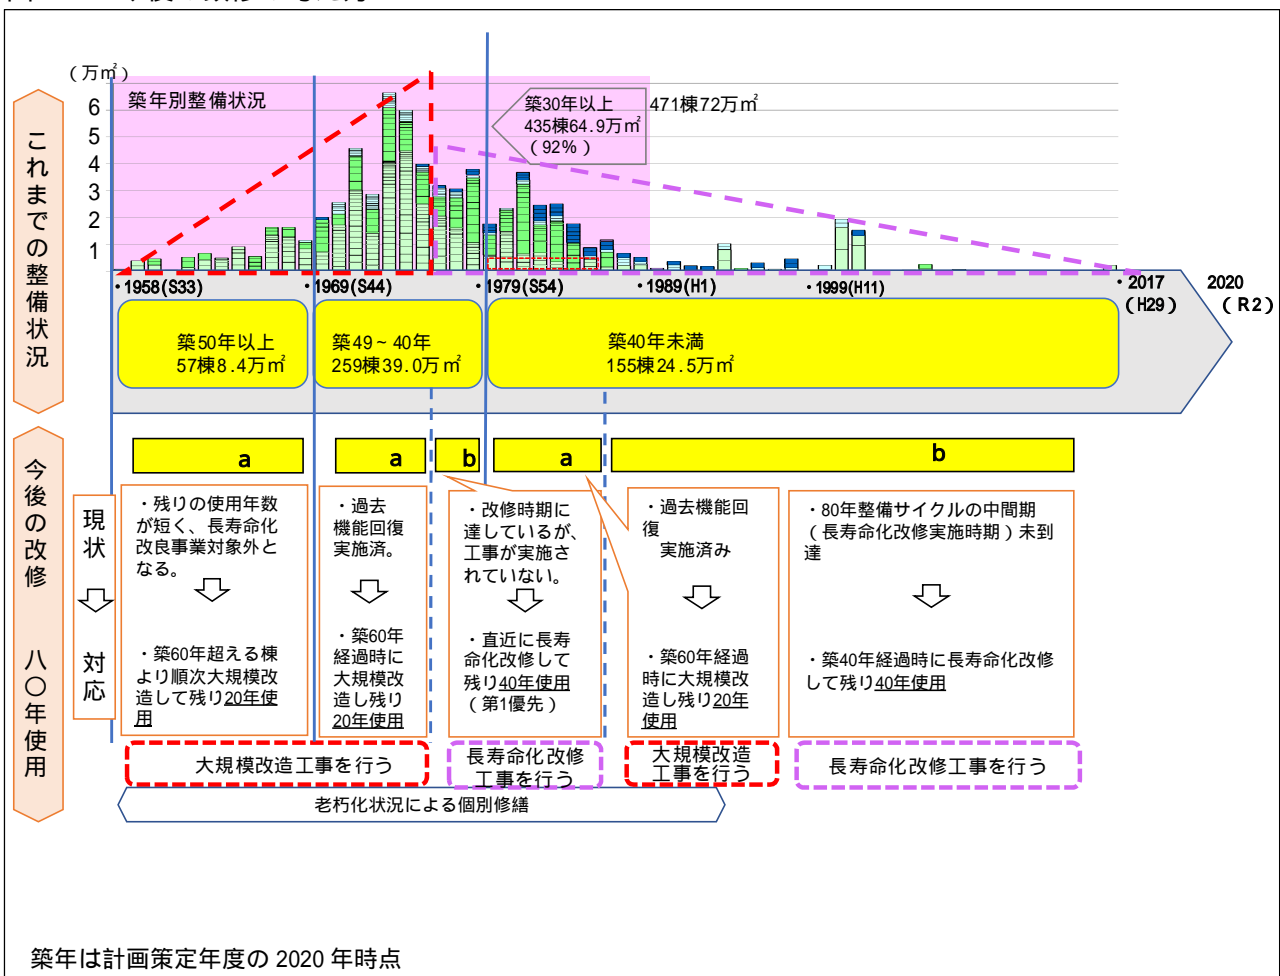 (万㎡)
築年別整備状況
6
5
4
3
2
1
築30年以上
435棟64.9万㎡
(92%)
471棟72万㎡
これまでの整備状況
・1958(S33)
・1969(S44)
・1979(S54)
・1989(H1)
・1999(H11)
・2017
(H29)
2020
(R2)
築50年以上
57棟8.4万㎡
築49~40年
259棟39.0万㎡
築40年未満
155棟24.5万㎡
今後の改修 八〇年使用
a
a
b
a
b
現状
対応
・残りの使用年数
が短く、長寿命化
改良事業対象外と
なる。
・築60年超える棟
より順次大規模改
造して残り20年使
用
・過去
機能回復
実施済。
・築60年
経過時に
大規模改
造し残り
20年使用
・改修時期に
達しているが、
工事が実施さ
れていない。
・直近に長寿
命化改修して
残り40年使用
(第1優先)
・過去機能回
復
実施済み
・築60年経過
時に大規模改
造し残り20年
使用
・80年整備サイクルの中間期
(長寿命化改修実施時期)未到
達
・築40年経過時に長寿命化改修
して残り40年使用
大規模改造工事を行う
長寿命化改修
工事を行う
大規模改造
工事を行う
長寿命化改修工事を行う
老朽化状況による個別修繕
築年は計画策定年度の 2020 年時点